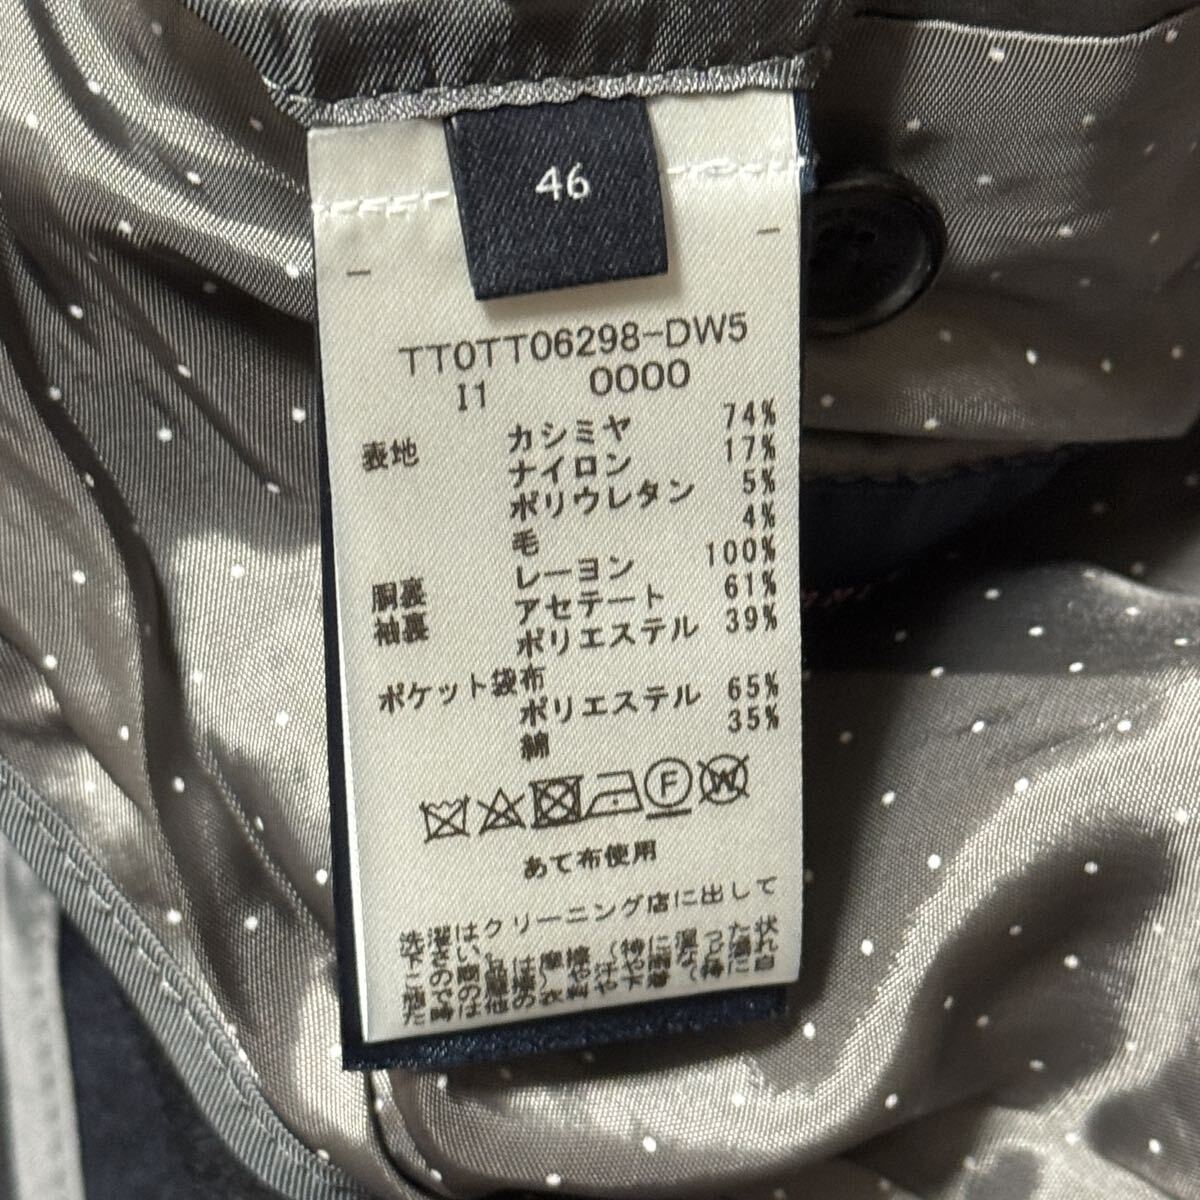 46
TT0TT06298-DW5
I1 0000
表地 カシミヤ 74%
ナイロン 17%
ポリウレタン 5%
毛 4%
胴裏 レーヨン 100%
袖裏 アセテート 61%
ポリエステル 39%
ポケット袋布
ポリエステル 65%
綿 35%
F
W
あて布使用
洗濯はクリーニング店に出して